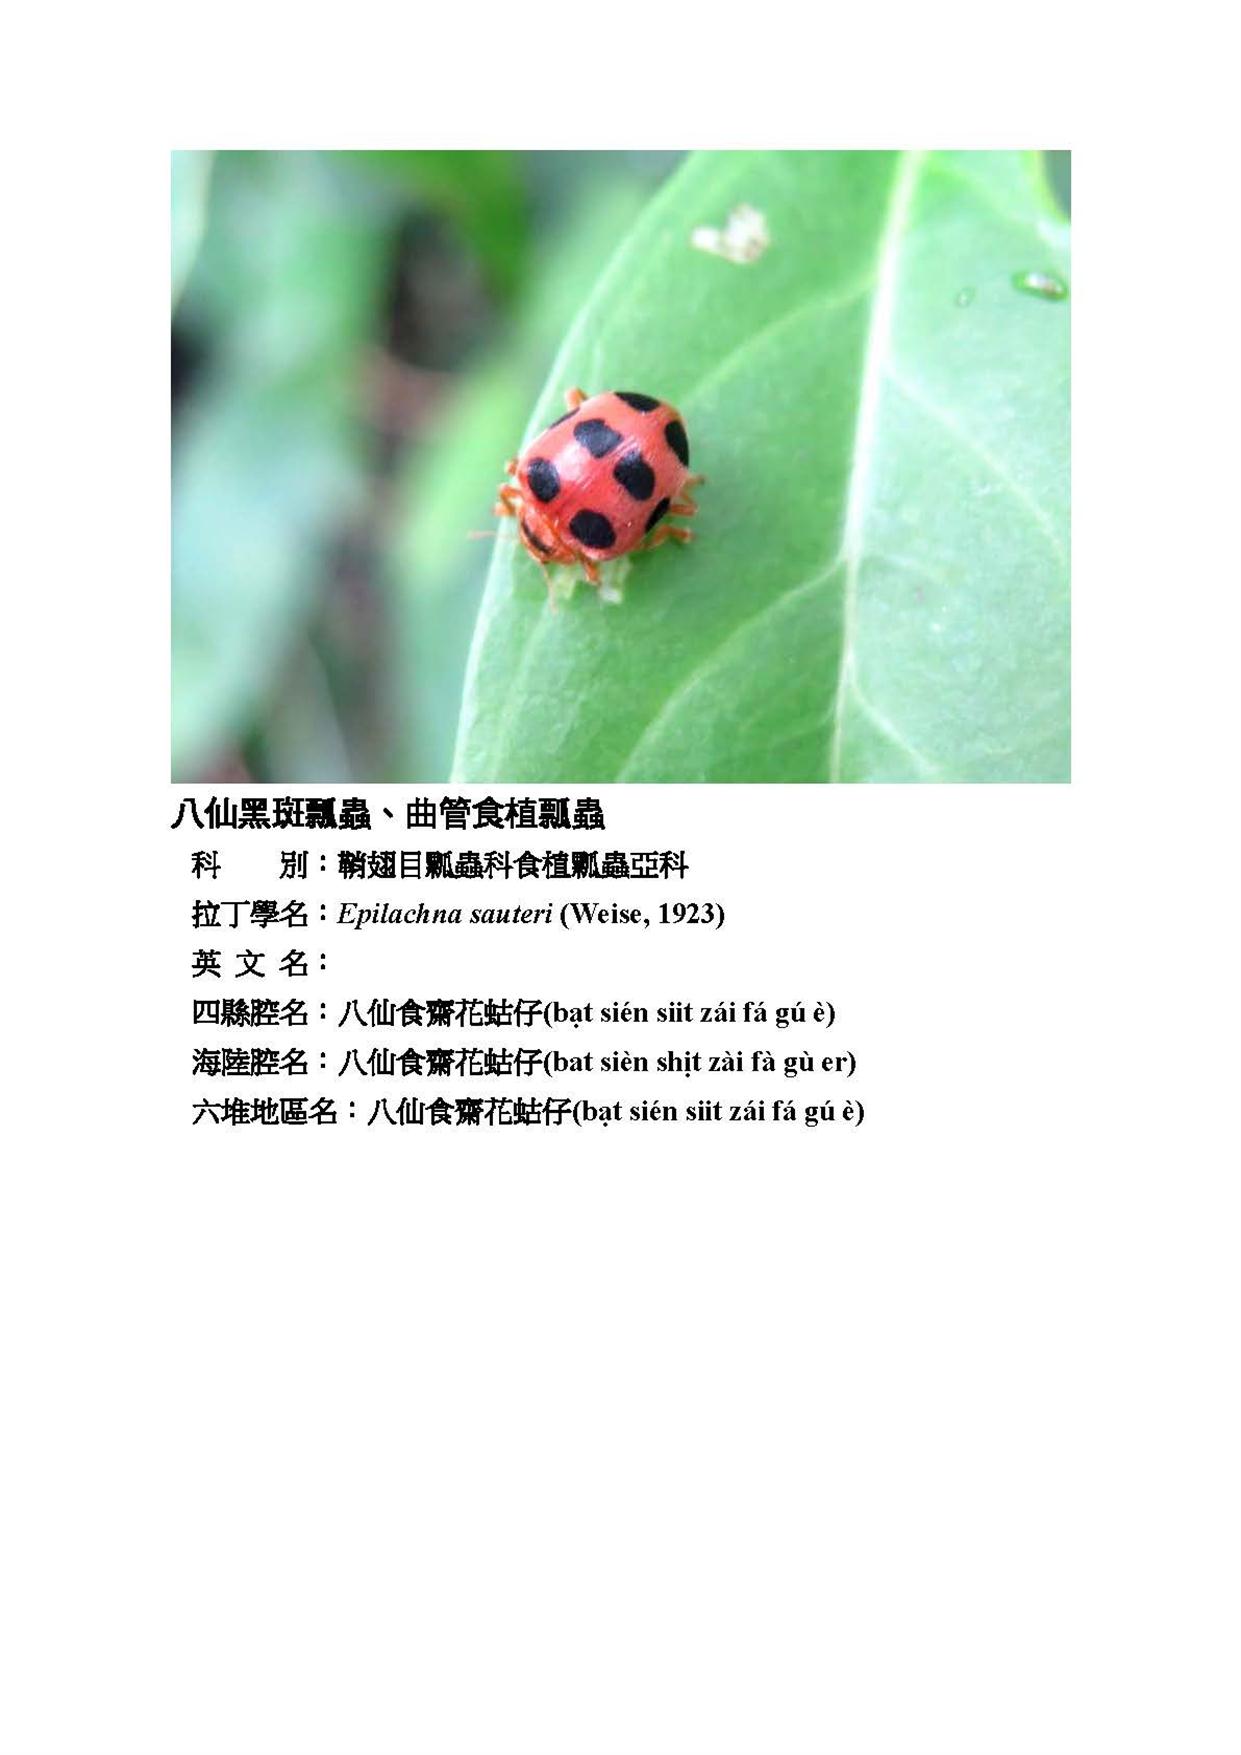 八仙黑斑瓢蟲、曲管食植瓢蟲
科　　別：鞘翅目瓢蟲科食植瓢蟲亞科
拉丁學名：Epilachna sauteri (Weise, 1923)
英 文 名：
四縣腔名：八仙食齋花蛄仔(bạt sién siit zái fá gú è)
海陸腔名：八仙食齋花蛄仔(bat sièn shịt zài fà gù er)
六堆地區名：八仙食齋花蛄仔(bạt sién siit zái fá gú è)